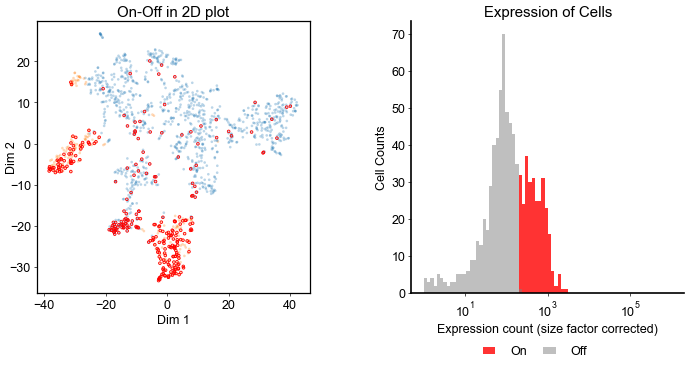 On-Off in 2D plot
Dim 2
20
10
0
−10
−20
−30
−40 −20 0 20 40
Dim 1
Expression of Cells
Cell Counts
70
60
50
40
30
20
10
0
10^1 10^3 10^5
Expression count (size factor corrected)
On Off